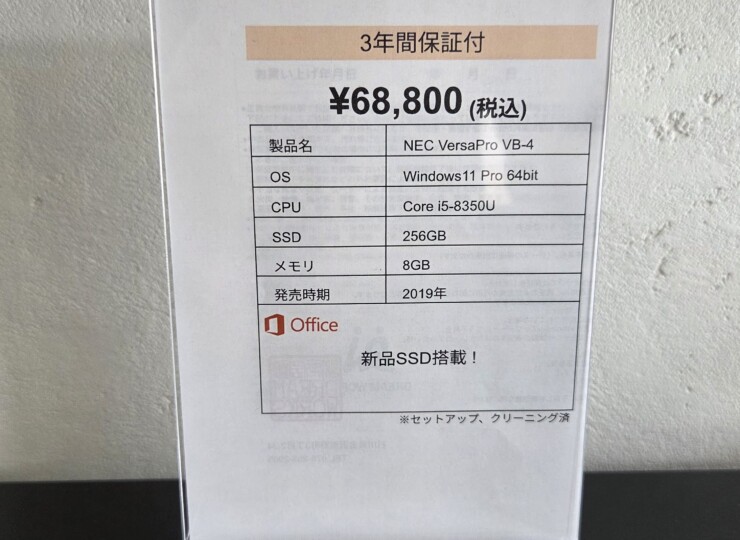 3年間保証付
¥68,800 (税込)
製品名 NEC VersaPro VB-4
OS Windows11 Pro 64bit
CPU Core i5-8350U
SSD 256GB
メモリ 8GB
発売時期 2019年
Office
新品SSD搭載！
※セットアップ、クリーニング済